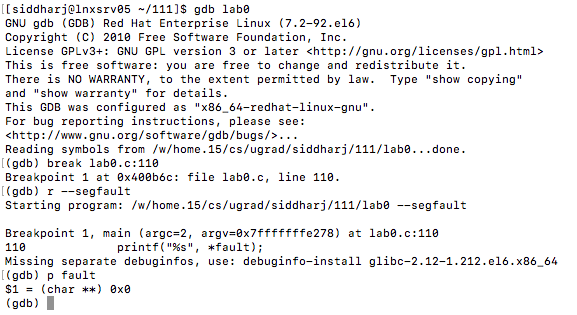 [[siddharj@lnxsrv05 ~/111]$ gdb lab0
GNU gdb (GDB) Red Hat Enterprise Linux (7.2-92.el6)
Copyright (C) 2010 Free Software Foundation, Inc.
License GPLv3+: GNU GPL version 3 or later <http://gnu.org/licenses/gpl.html>
This is free software: you are free to change and redistribute it.
There is NO WARRANTY, to the extent permitted by law.  Type "show copying"
and "show warranty" for details.
This GDB was configured as "x86_64-redhat-linux-gnu".
For bug reporting instructions, please see:
<http://www.gnu.org/software/gdb/bugs/>...
Reading symbols from /w/home.15/cs/ugrad/siddharj/111/lab0...done.
[(gdb) break lab0.c:110
Breakpoint 1 at 0x400b6c: file lab0.c, line 110.
[(gdb) r --segfault
Starting program: /w/home.15/cs/ugrad/siddharj/111/lab0 --segfault

Breakpoint 1, main (argc=2, argv=0x7fffffffe278) at lab0.c:110
110             printf("%s", *fault);
Missing separate debuginfos, use: debuginfo-install glibc-2.12-1.212.el6.x86_64
[(gdb) p fault
$1 = (char **) 0x0
(gdb)